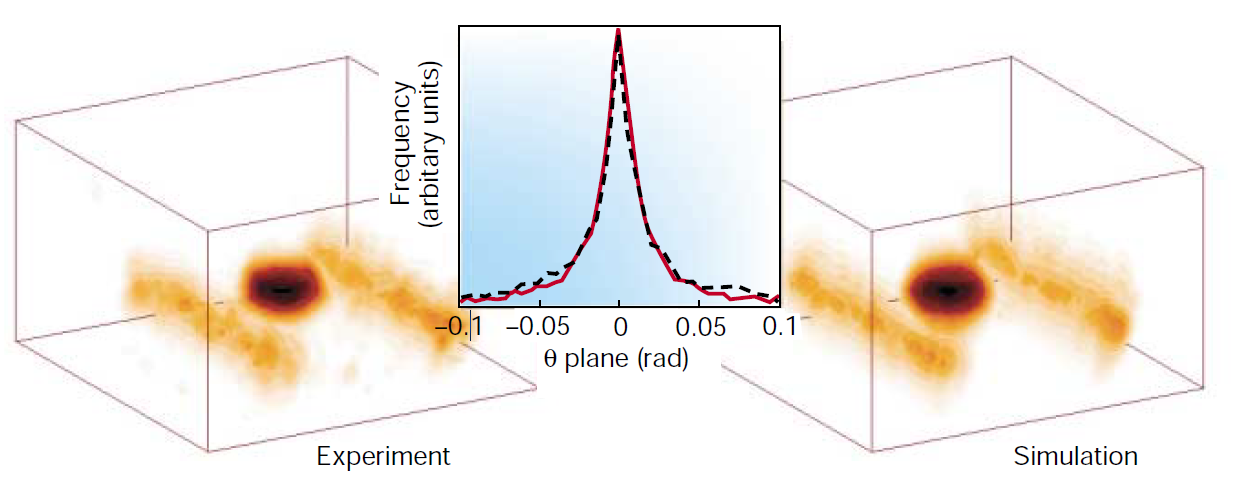 Frequency
(arbitary units)
–0.1 –0.05 0 0.05 0.1
θ plane (rad)
Experiment
Simulation